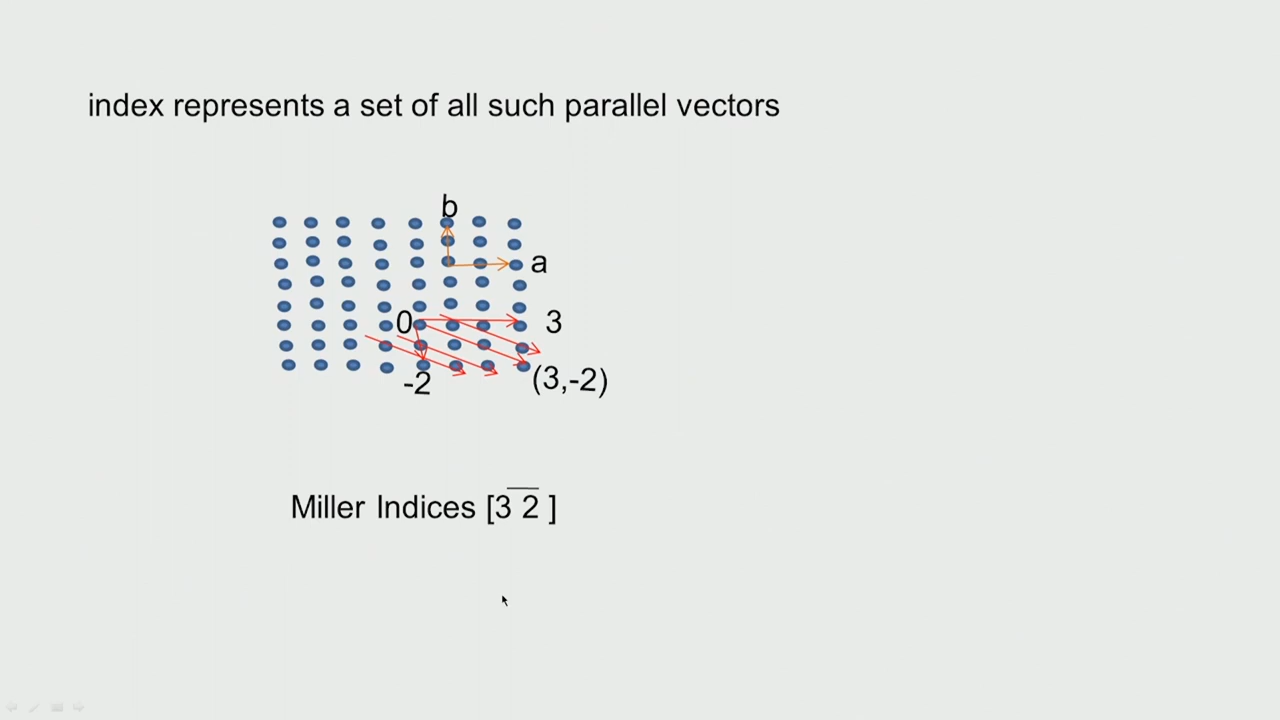 index represents a set of all such parallel vectors
b
a
0
3
-2
(3,-2)
Miller Indices [3 2̅ ]